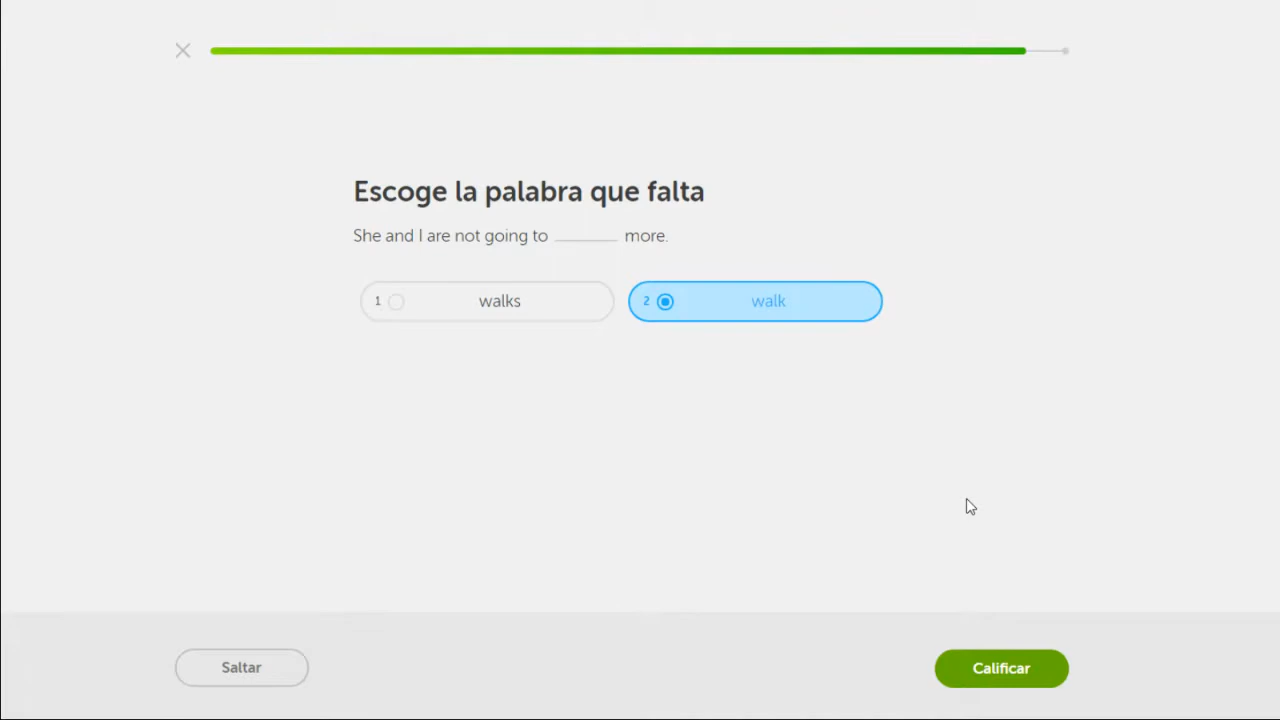 Escoge la palabra que falta
She and I are not going to ______ more.
1 walks
2 walk
Saltar
Calificar